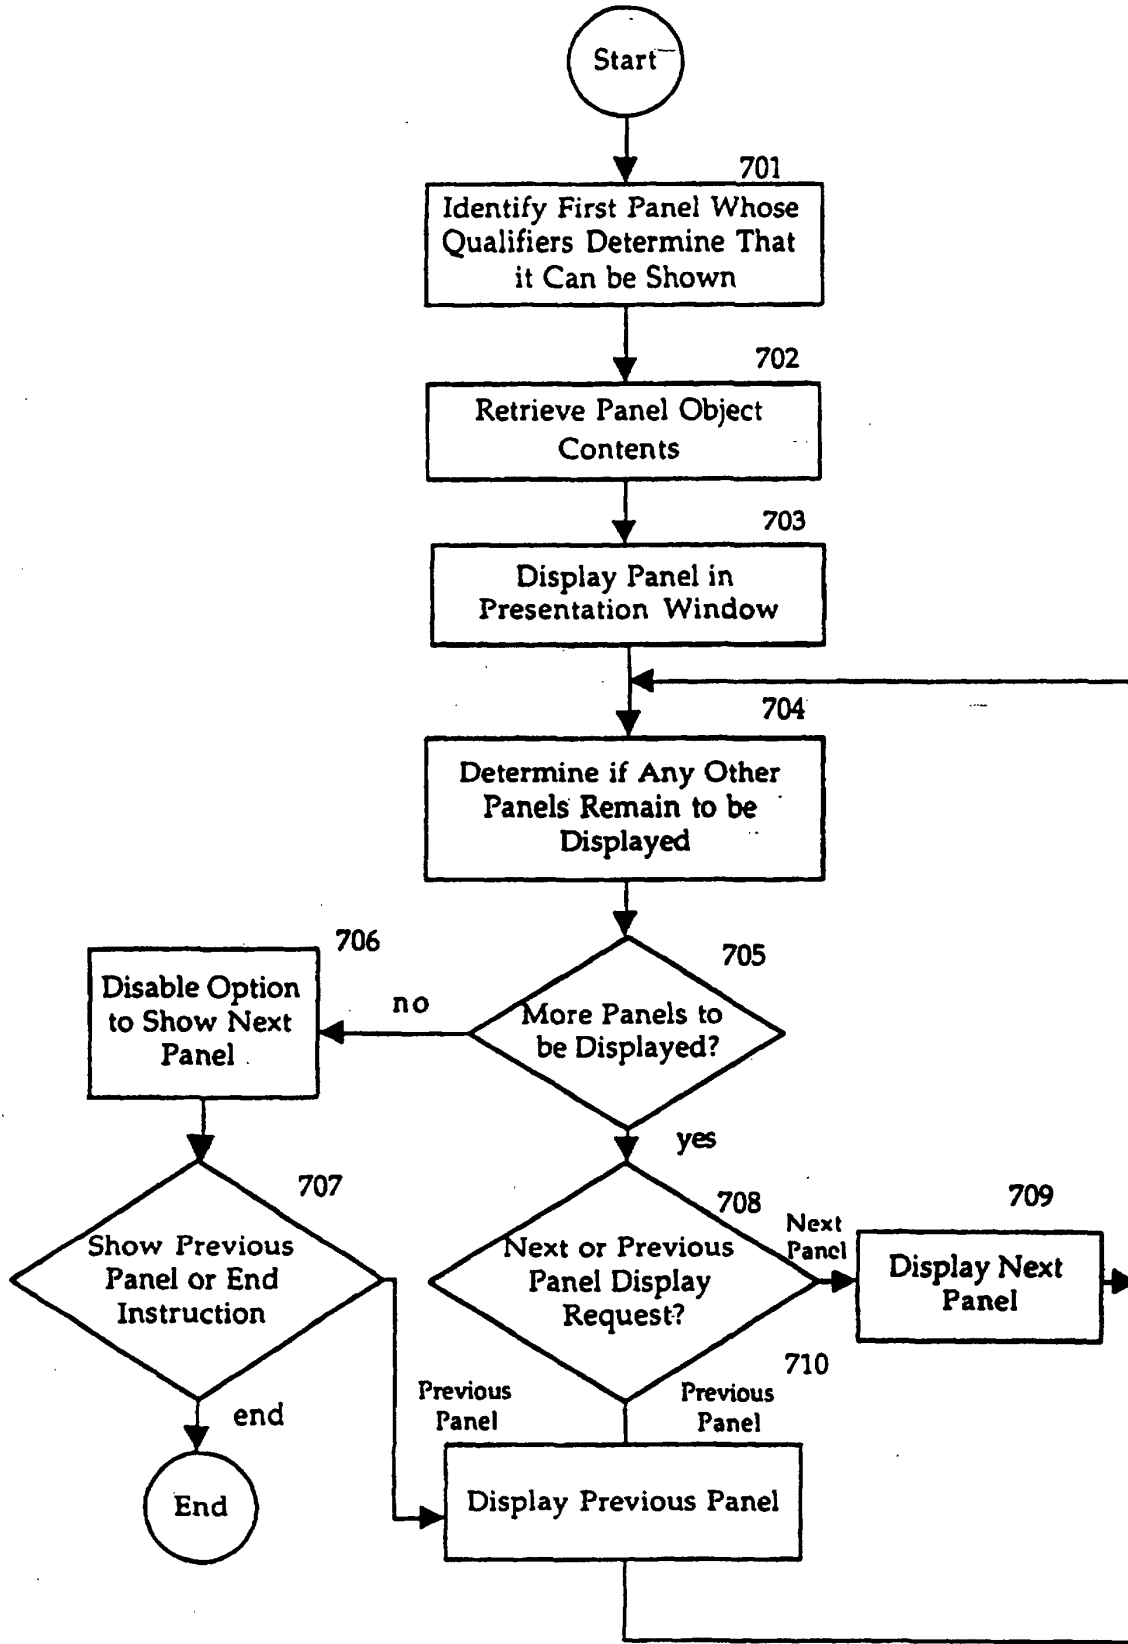 Start
701
Identify First Panel Whose
Qualifiers Determine That
it Can be Shown
702
Retrieve Panel Object
Contents
703
Display Panel in
Presentation Window
704
Determine if Any Other
Panels Remain to be
Displayed
705
More Panels to
be Displayed?
no
706
Disable Option
to Show Next
Panel
yes
707
Show Previous
Panel or End
Instruction
708
Next or Previous
Panel Display
Request?
Next
Panel
709
Display Next
Panel
710
Previous
Panel
Previous
Panel
end
End
Display Previous Panel